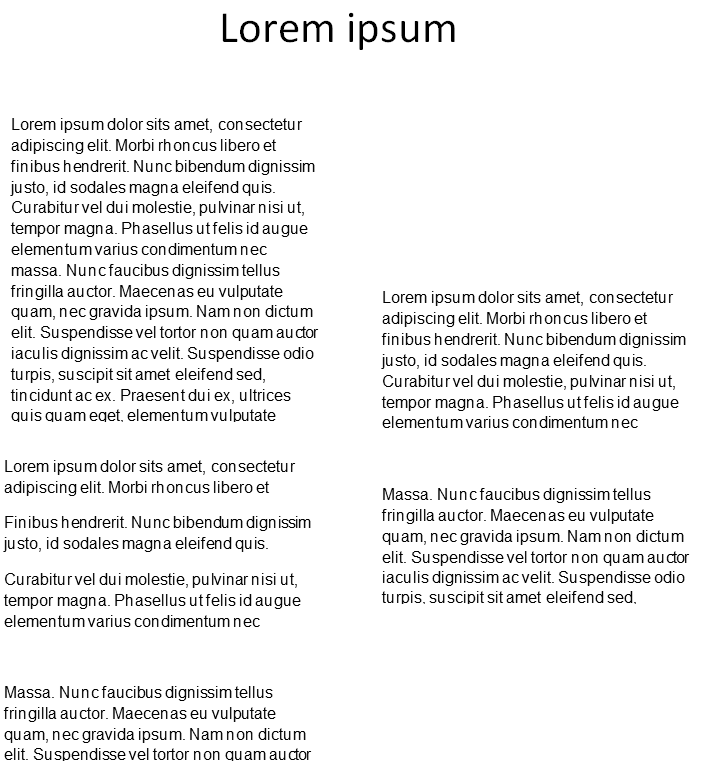 Lorem ipsum
Lorem ipsum dolor sits amet, consectetur
adipiscing elit. Morbi rhoncus libero et
finibus hendrerit. Nunc bibendum dignissim
justo, id sodales magna eleifend quis.
Curabitur vel dui molestie, pulvinar nisi ut,
tempor magna. Phasellus ut felis id augue
elementum varius condimentum nec
massa. Nunc faucibus dignissim tellus
fringilla auctor. Maecenas eu vulputate
quam, nec gravida ipsum. Nam non dictum
elit. Suspendisse vel tortor non quam auctor
iaculis dignissim ac velit. Suspendisse odio
turpis, suscipit sit amet eleifend sed,
tincidunt ac ex. Praesent dui ex, ultrices
quis quam eget, elementum vulputate
Lorem ipsum dolor sits amet, consectetur
adipiscing elit. Morbi rhoncus libero et
Finibus hendrerit. Nunc bibendum dignissim
justo, id sodales magna eleifend quis.
Curabitur vel dui molestie, pulvinar nisi ut,
tempor magna. Phasellus ut felis id augue
elementum varius condimentum nec
Massa. Nunc faucibus dignissim tellus
fringilla auctor. Maecenas eu vulputate
quam, nec gravida ipsum. Nam non dictum
elit. Suspendisse vel tortor non quam auctor
Lorem ipsum dolor sits amet, consectetur
adipiscing elit. Morbi rhoncus libero et
finibus hendrerit. Nunc bibendum dignissim
justo, id sodales magna eleifend quis.
Curabitur vel dui molestie, pulvinar nisi ut,
tempor magna. Phasellus ut felis id augue
elementum varius condimentum nec
Massa. Nunc faucibus dignissim tellus
fringilla auctor. Maecenas eu vulputate
quam, nec gravida ipsum. Nam non dictum
elit. Suspendisse vel tortor non quam auctor
iaculis dignissim ac velit. Suspendisse odio
turpis, suscipit sit amet eleifend sed,